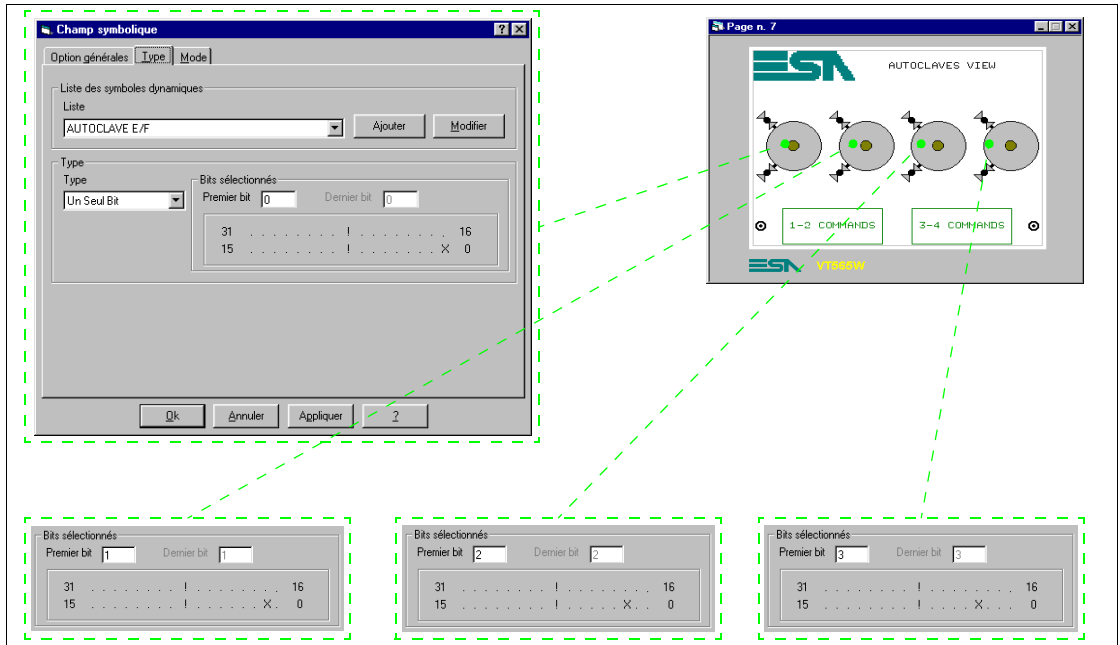 Champ symbolique
Option générales Type Mode
Liste des symboles dynamiques
Liste
AUTOCLAVE E/F Ajouter Modifier
Type
Type
Un Seul Bit
Bits sélectionnés
Premier bit 0 Dernier bit 0
31 . . . . . . . ! . . . . . . . . 16
15 . . . . . . . ! . . . . . . . X 0
Ok Annuler Appliquer ?
Page n. 7
ESA AUTOCLAVES VIEW
1-2 COMMANDS 3-4 COMMANDS
ESA VT565W
Bits sélectionnés
Premier bit 1 Dernier bit 1
31 . . . . . . . ! . . . . . . . . 16
15 . . . . . . . ! . . . . . . X . 0
Bits sélectionnés
Premier bit 2 Dernier bit 2
31 . . . . . . . ! . . . . . . . . 16
15 . . . . . . . ! . . . . . X . . 0
Bits sélectionnés
Premier bit 3 Dernier bit 3
31 . . . . . . . ! . . . . . . . . 16
15 . . . . . . . ! . . . . X . . . 0